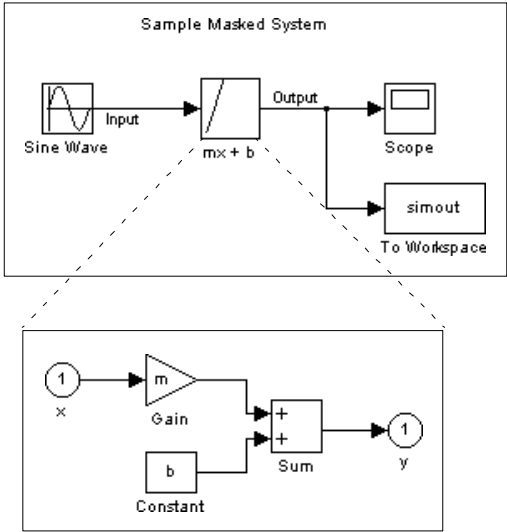 Sample Masked System
Output
Input
Sine Wave
mx + b
Scope
simout
To Workspace
1
x
m
Gain
+
+
Sum
1
y
b
Constant